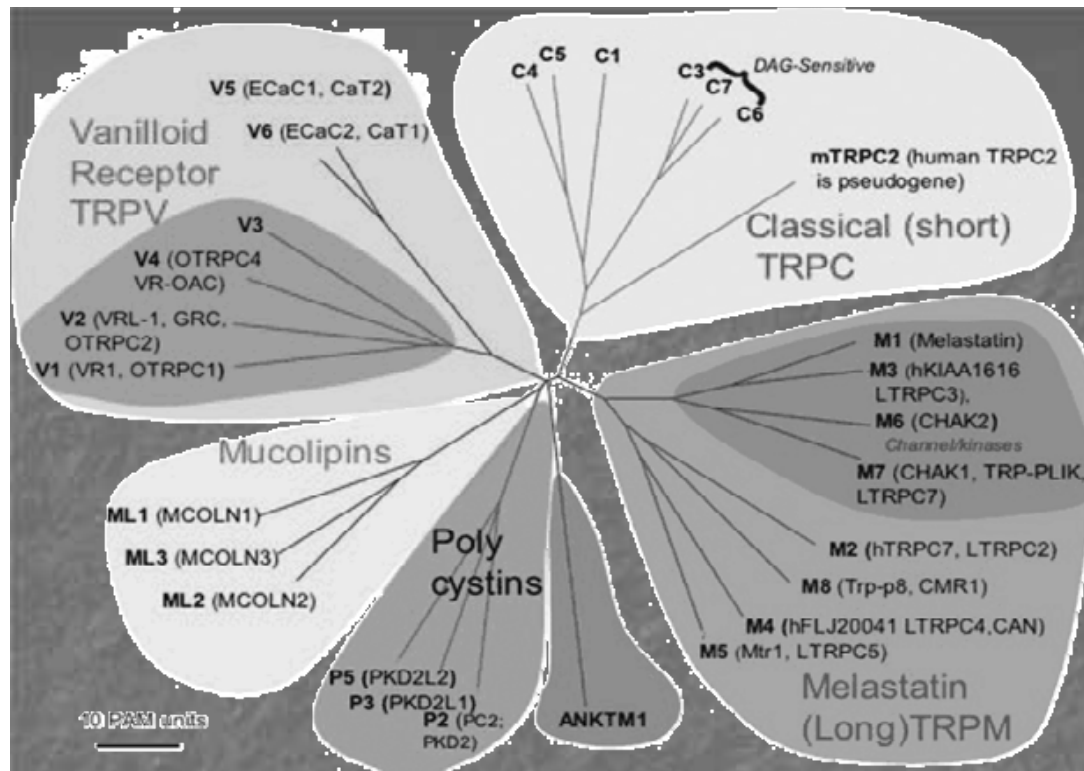 V5 (ECaC1, CaT2)
V6 (ECaC2, CaT1)
Vanilloid
Receptor
TRPV
V3
V4 (OTRPC4
VR-OAC)
V2 (VRL-1, GRC,
OTRPC2)
V1 (VR1, OTRPC1)
C4
C5
C1
C3
C7
C6
DAG-Sensitive
mTRPC2 (human TRPC2
is pseudogene)
Classical (short)
TRPC
M1 (Melastatin)
M3 (hKIAA1616
LTRPC3),
M6 (CHAK2)
Channel/kinases
M7 (CHAK1, TRP-PLIK,
LTRPC7)
M2 (hTRPC7, LTRPC2)
M8 (Trp-p8, CMR1)
M4 (hFLJ20041 LTRPC4,CAN)
M5 (Mtr1, LTRPC5)
Melastatin
(Long)TRPM
Mucolipins
ML1 (MCOLN1)
ML3 (MCOLN3)
ML2 (MCOLN2)
Poly
cystins
P5 (PKD2L2)
P3 (PKD2L1)
P2 (PC2;
PKD2)
ANKTM1
10 PAM units